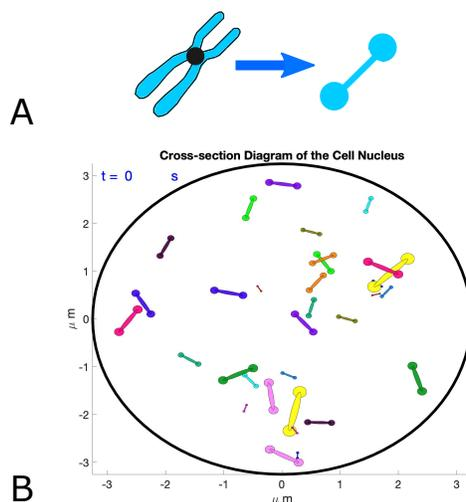 A
Cross-section Diagram of the Cell Nucleus
t = 0 s
3
2
1
0
-1
-2
-3
μ m
-3 -2 -1 0 1 2 3
μ m
B